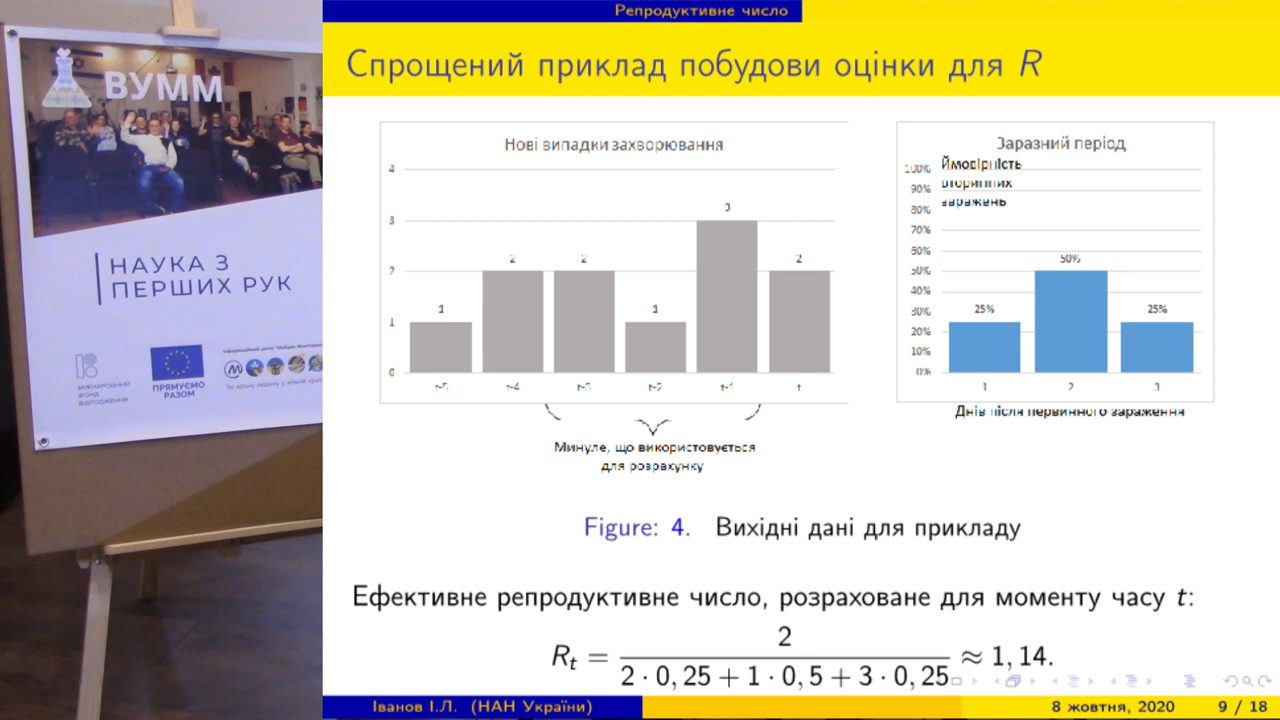 ВУММ
НАУКА З
ПЕРШИХ РУК
МІЖНАРОДНИЙ
ФОНД
ВІДРОДЖЕННЯ
ПРЯМУЄМО
РАЗОМ
Репродуктивне число
Спрощений приклад побудови оцінки для R
Нові випадки захворювання
4
3
2
1
0
1
2
2
1
3
2
t-5
t-4
t-3
t-2
t-1
t
Минуле, що використовується
для розрахунку
Заразний період
Ймовірність
вторинних
заражень
100%
90%
80%
70%
60%
50%
40%
30%
20%
10%
0%
25%
50%
25%
1
2
3
Днів після первинного зараження
Figure: 4. Вихідні дані для прикладу
Ефективне репродуктивне число, розраховане для моменту часу t:
2
Rt = ≈ 1, 14.
2 · 0, 25 + 1 · 0, 5 + 3 · 0, 25
Іванов І.Л. (НАН України)
8 жовтня, 2020
9 / 18